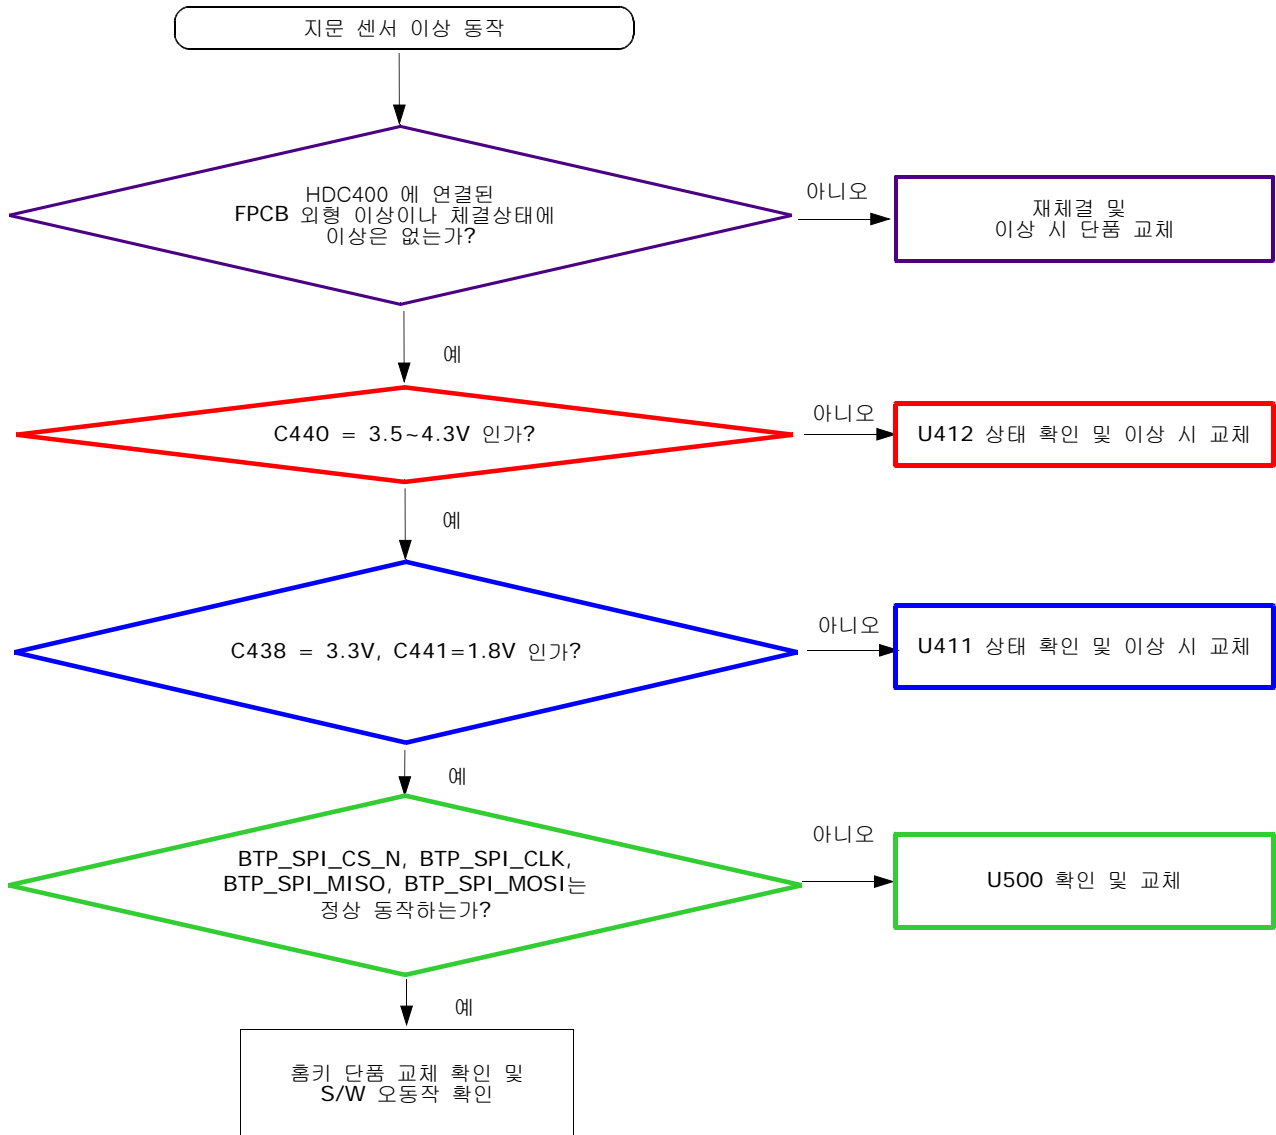 지문 센서 이상 동작
HDC400 에 연결된
FPCB 외형 이상이나 체결상태에
이상은 없는가?
아니오
재체결 및
이상 시 단품 교체
예
C440 = 3.5~4.3V 인가?
아니오
U412 상태 확인 및 이상 시 교체
예
C438 = 3.3V, C441=1.8V 인가?
아니오
U411 상태 확인 및 이상 시 교체
예
BTP_SPI_CS_N, BTP_SPI_CLK,
BTP_SPI_MISO, BTP_SPI_MOSI는
정상 동작하는가?
아니오
U500 확인 및 교체
예
홈키 단품 교체 확인 및
S/W 오동작 확인